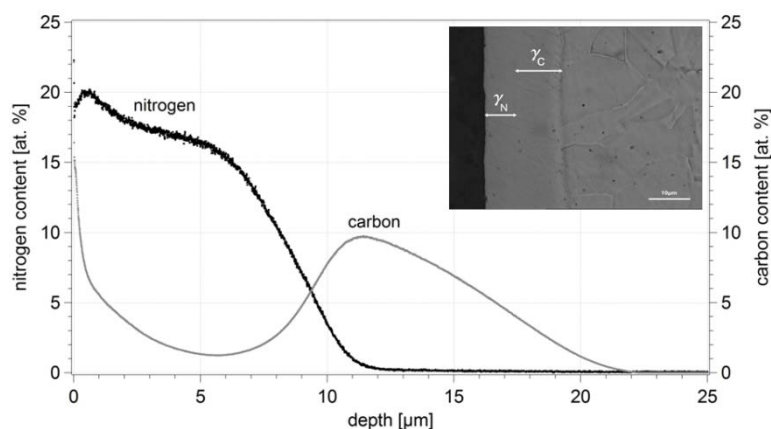 25
20
15
10
5
0
nitrogen content [at. %]
nitrogen
carbon
γN
γC
10µm
25
20
15
10
5
0
carbon content [at. %]
0
5
10
15
20
25
depth [µm]